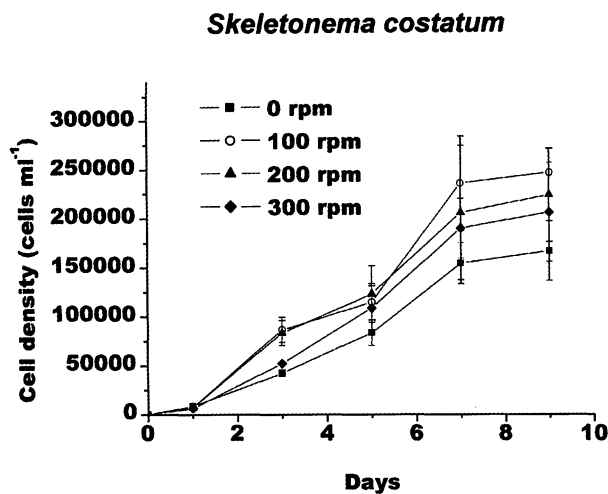 Skeletonema costatum
0 rpm
100 rpm
200 rpm
300 rpm
300000
250000
200000
150000
100000
50000
0
Cell density (cells ml-1)
0 2 4 6 8 10
Days